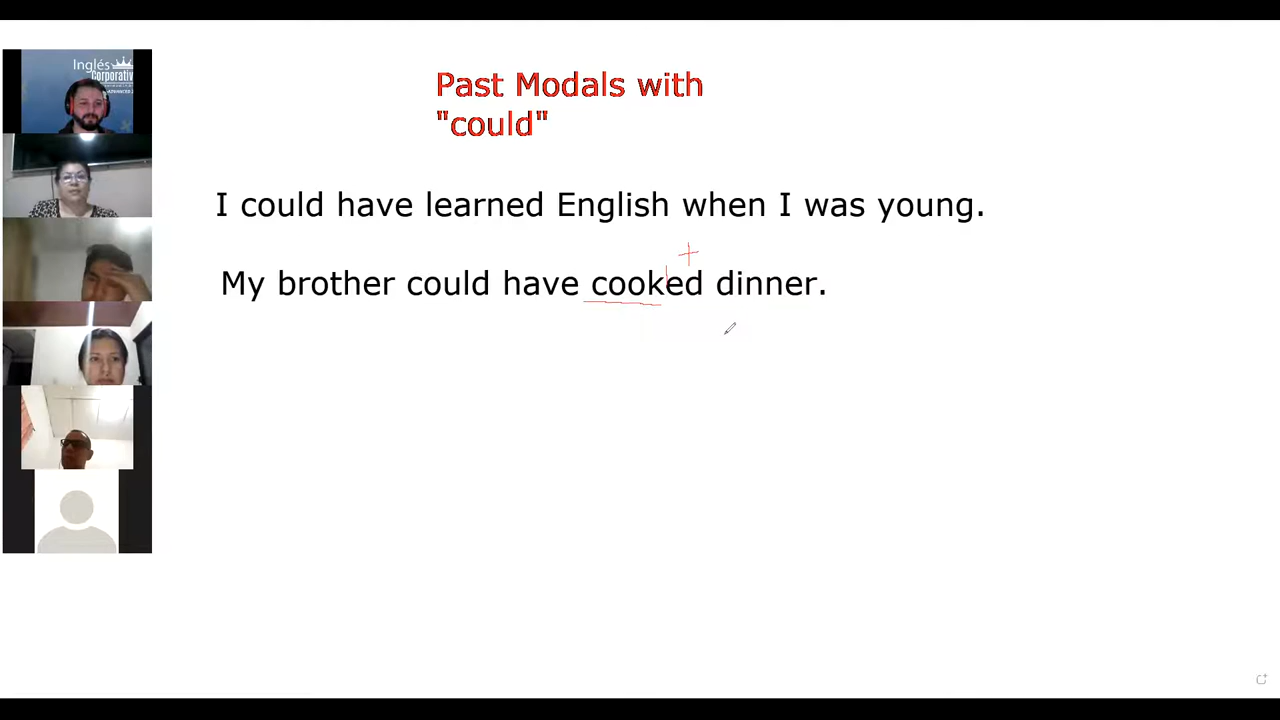 Inglés
Corporativ
Past Modals with
"could"
I could have learned English when I was young.
+
My brother could have cooked dinner.